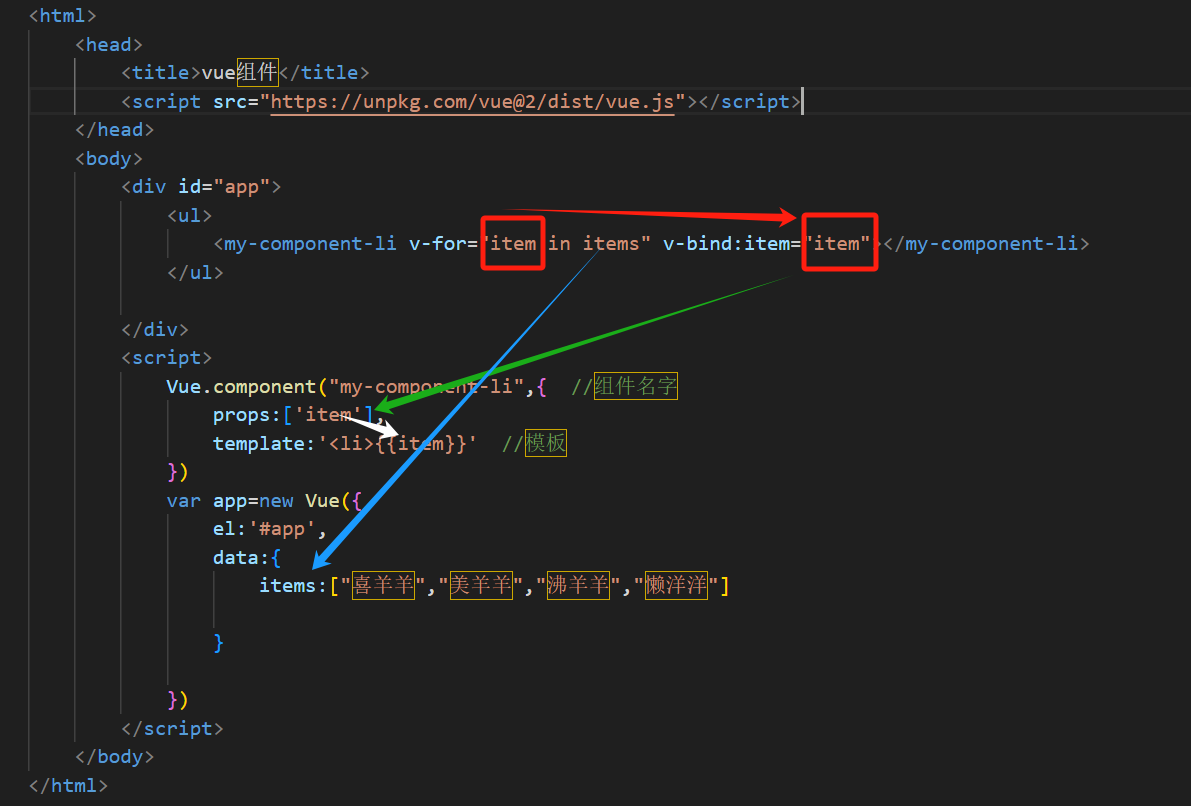 <html>
<head>
<title>vue组件</title>
<script src="https://unpkg.com/vue@2/dist/vue.js"></script>
</head>
<body>
<div id="app">
<ul>
<my-component-li v-for="item in items" v-bind:item="item"></my-component-li>
</ul>
</div>
<script>
Vue.component("my-component-li",{ //组件名字
props:['item'],
template:'<li>{{item}}' //模板
})
var app=new Vue({
el:'#app',
data:{
items:["喜羊羊","美羊羊","沸羊羊","懒洋洋"]
}
})
</script>
</body>
</html>